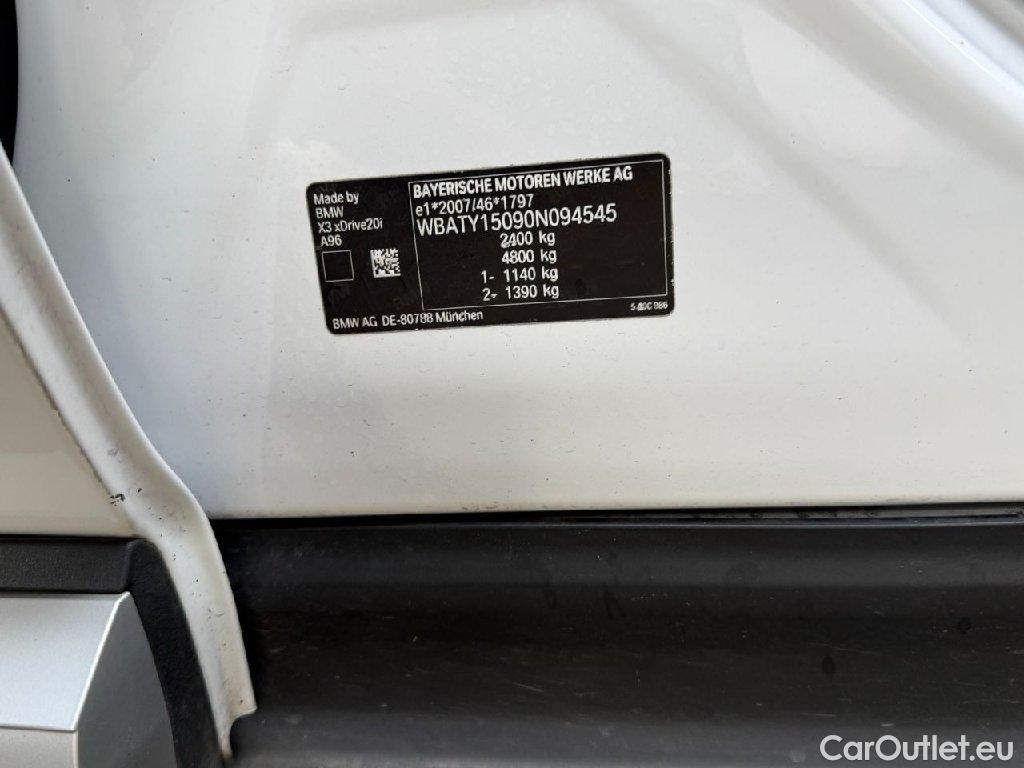 Made by
BMW
X3 xDrive20i
A96
BAYERISCHE MOTOREN WERKE AG
e1*2007/46*1797
WBATY15090N094545
2400 kg
4800 kg
1- 1140 kg
2- 1390 kg
BMW AG DE-80788 München
CarOutlet.eu